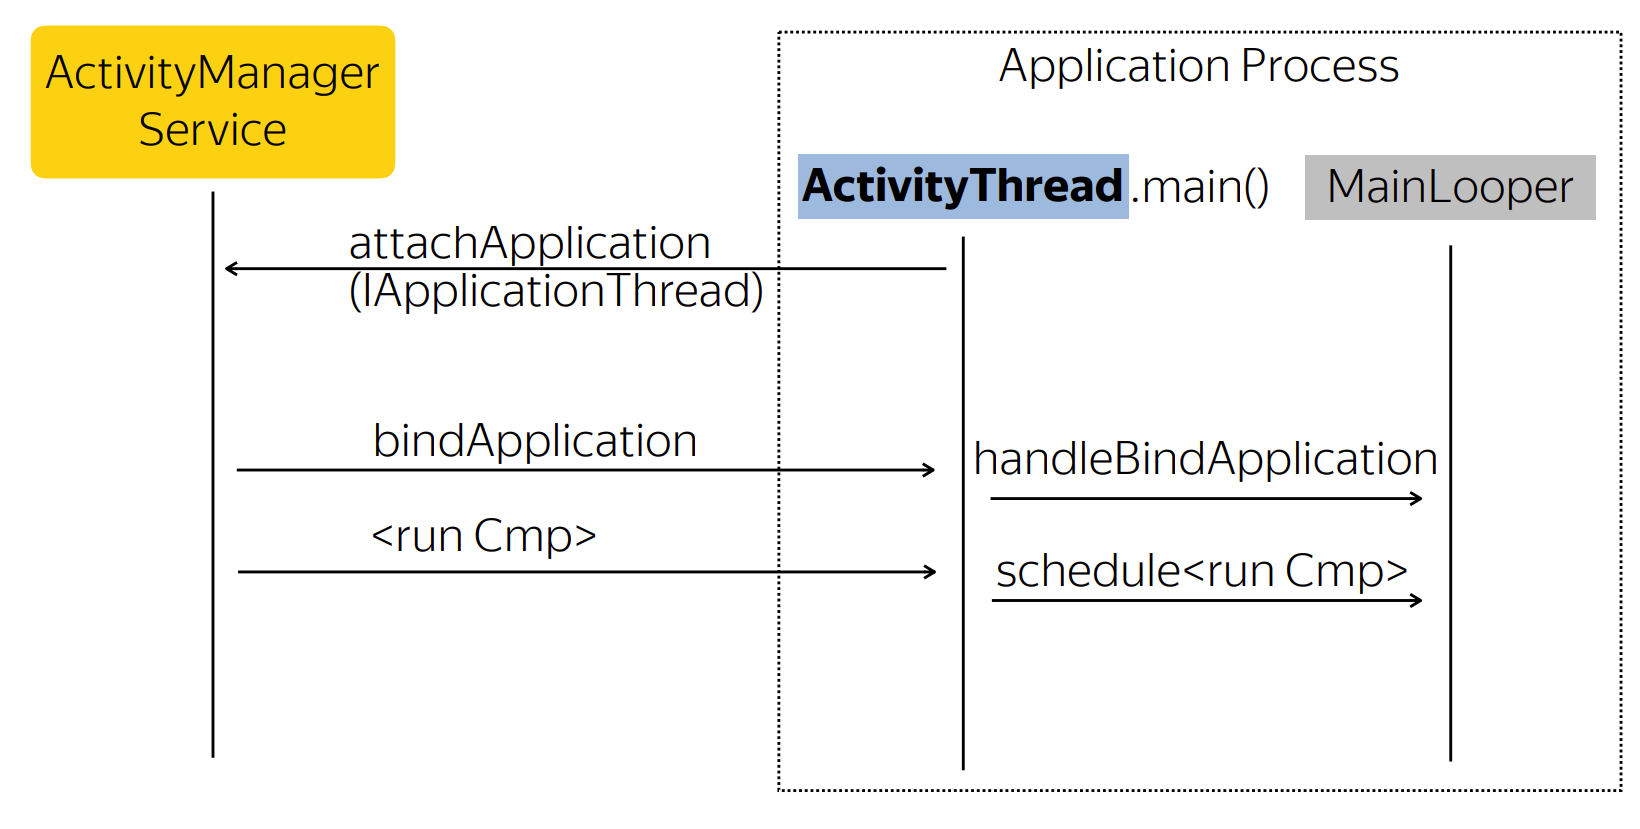 ActivityManager
Service
Application Process
ActivityThread.main()
MainLooper
attachApplication
(IApplicationThread)
bindApplication
handleBindApplication
<run Cmp>
schedule<run Cmp>